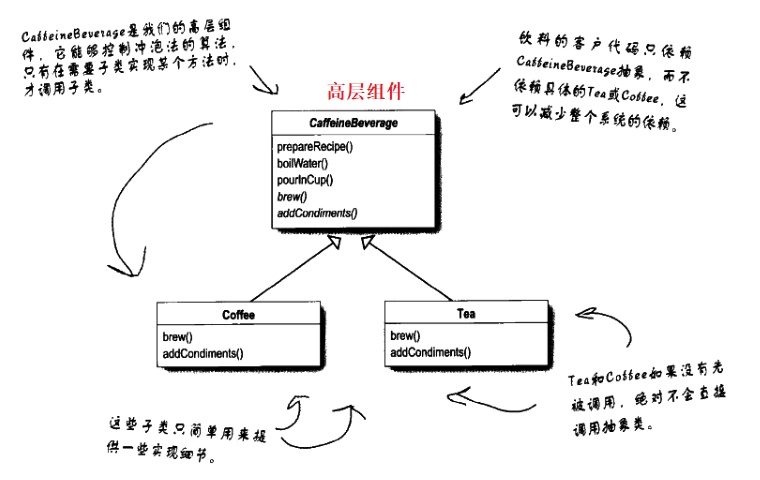 CaffeineBeverage是我们的高层组
件，它能够控制冲泡法的算法，
只有在需要子类实现某个方法时，
才调用子类。
饮料的客户代码只依赖
CaffeineBeverage抽象，而不
依赖具体的Tea或Coffee，这
可以减少整个系统的依赖。
高层组件
CaffeineBeverage
prepareRecipe()
boilWater()
pourInCup()
brew()
addCondiments()
Coffee
brew()
addCondiments()
Tea
brew()
addCondiments()
Tea和Coffee如果没有先
被调用，绝对不会直接
调用抽象类。
这些子类只简单用来提
供一些实现细节。